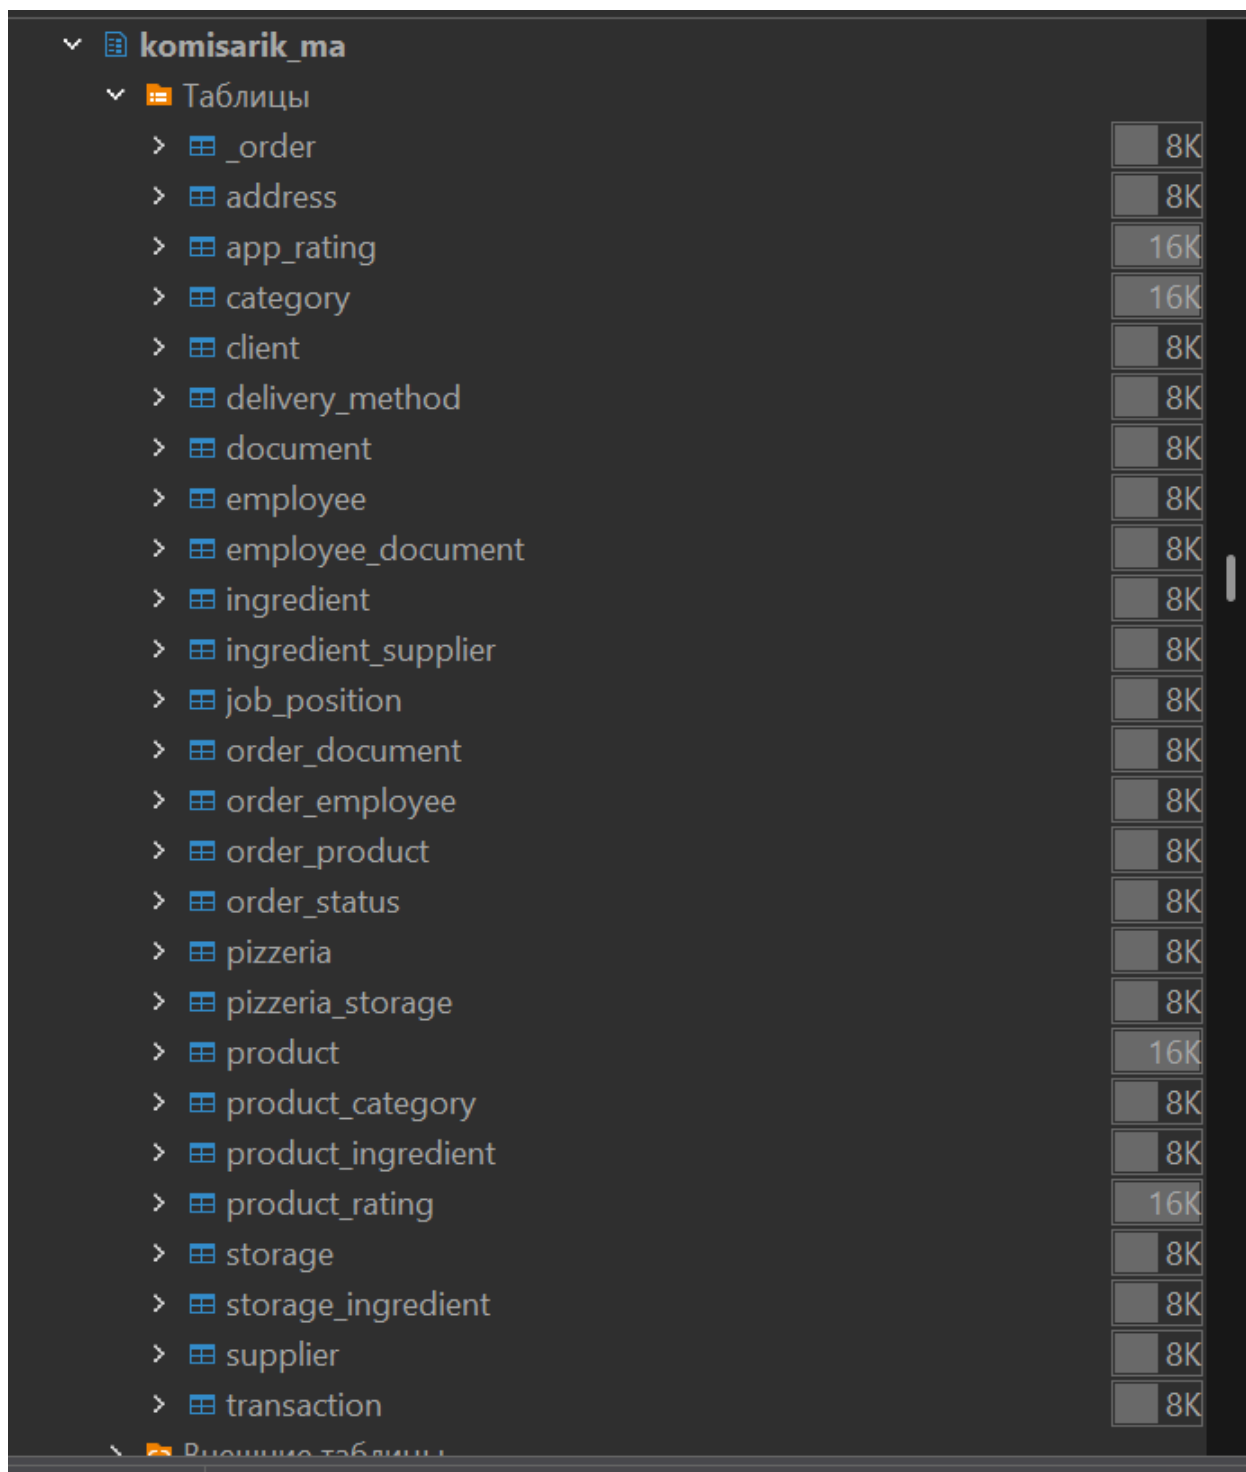 komisarik_ma
Таблицы
_order 8K
address 8K
app_rating 16K
category 16K
client 8K
delivery_method 8K
document 8K
employee 8K
employee_document 8K
ingredient 8K
ingredient_supplier 8K
job_position 8K
order_document 8K
order_employee 8K
order_product 8K
order_status 8K
pizzeria 8K
pizzeria_storage 8K
product 16K
product_category 8K
product_ingredient 8K
product_rating 16K
storage 8K
storage_ingredient 8K
supplier 8K
transaction 8K
Внешние таблицы